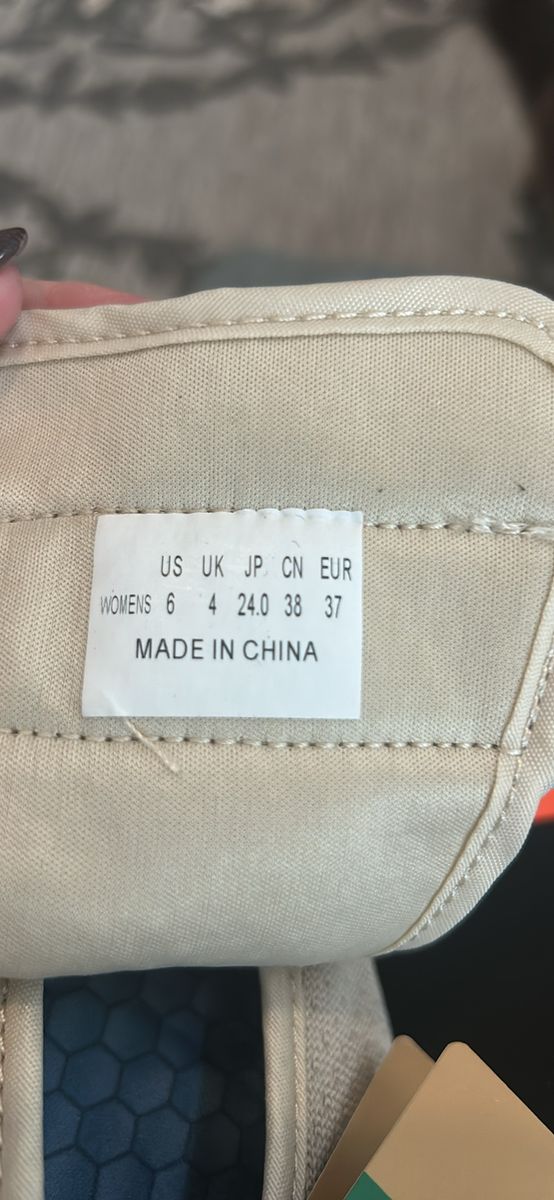 US UK JP CN EUR
WOMENS 6 4 24.0 38 37
MADE IN CHINA